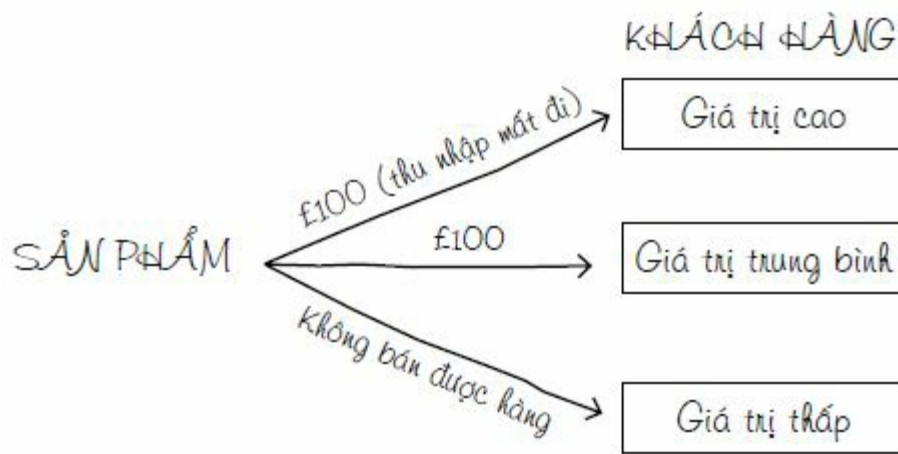 KHÁCH HÀNG
Giá trị cao
£100 (thu nhập mất đi)
£100
SẢN PHẨM
Giá trị trung bình
Không bán được hàng
Giá trị thấp